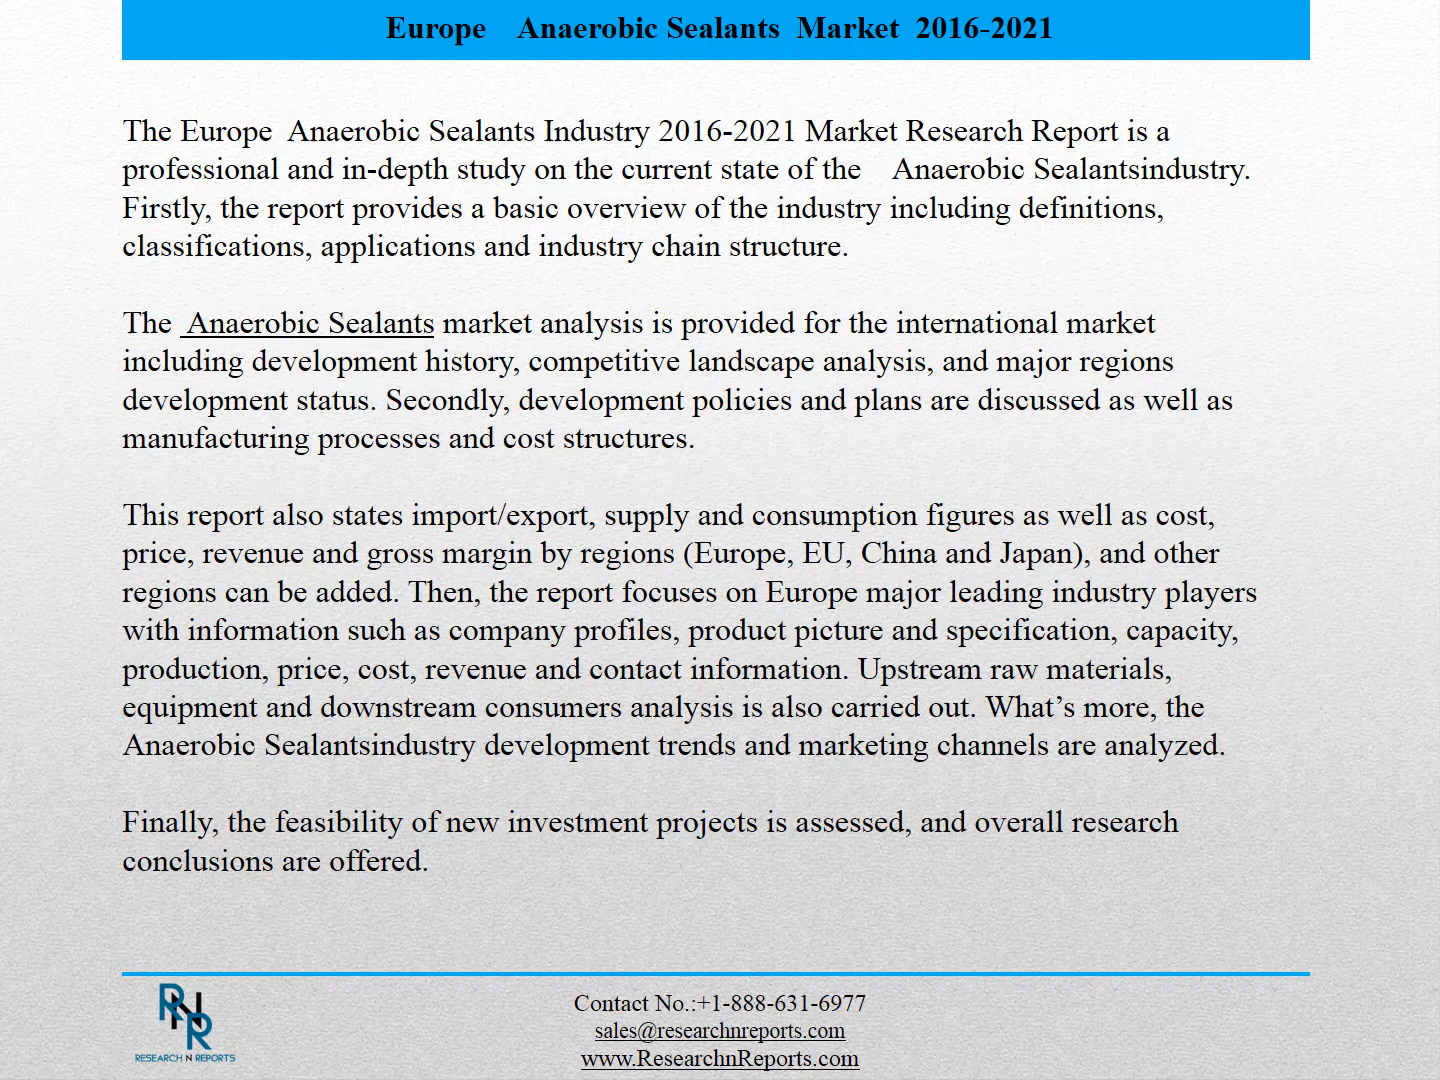 Europe    Anaerobic Sealants  Market  2016-2021
The Europe  Anaerobic Sealants Industry 2016-2021 Market Research Report is a
professional and in-depth study on the current state of the    Anaerobic Sealantsindustry.
Firstly, the report provides a basic overview of the industry including definitions,
classifications, applications and industry chain structure.
The  Anaerobic Sealants market analysis is provided for the international market
including development history, competitive landscape analysis, and major regions
development status. Secondly, development policies and plans are discussed as well as
manufacturing processes and cost structures.
This report also states import/export, supply and consumption figures as well as cost,
price, revenue and gross margin by regions (Europe, EU, China and Japan), and other
regions can be added. Then, the report focuses on Europe major leading industry players
with information such as company profiles, product picture and specification, capacity,
production, price, cost, revenue and contact information. Upstream raw materials,
equipment and downstream consumers analysis is also carried out. What’s more, the
Anaerobic Sealantsindustry development trends and marketing channels are analyzed.
Finally, the feasibility of new investment projects is assessed, and overall research
conclusions are offered.
RNR
RESEARCH N REPORTS
Contact No.:+1-888-631-6977
sales@researchnreports.com
www.ResearchnReports.com